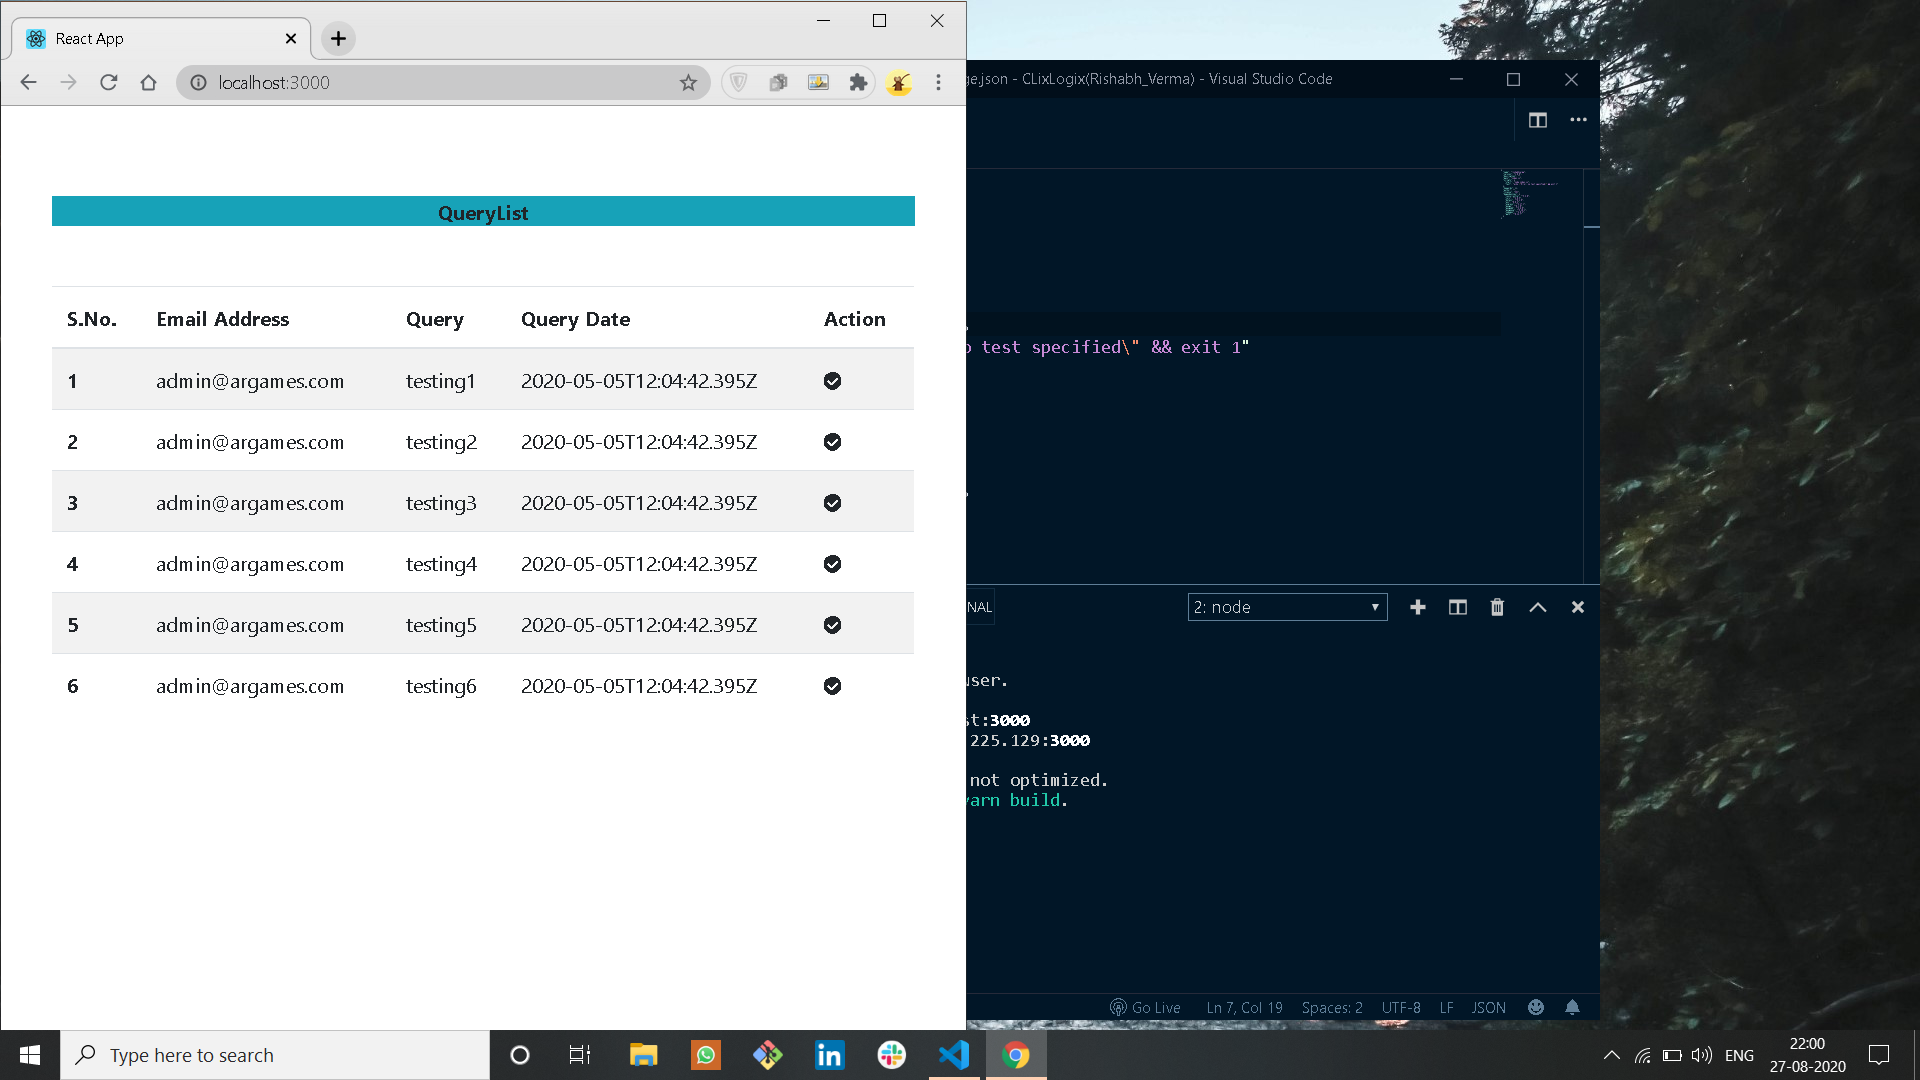 React App
localhost:3000
QueryList
S.No. Email Address Query Query Date Action
1 admin@argames.com testing1 2020-05-05T12:04:42.395Z
2 admin@argames.com testing2 2020-05-05T12:04:42.395Z
3 admin@argames.com testing3 2020-05-05T12:04:42.395Z
4 admin@argames.com testing4 2020-05-05T12:04:42.395Z
5 admin@argames.com testing5 2020-05-05T12:04:42.395Z
6 admin@argames.com testing6 2020-05-05T12:04:42.395Z
ge.json - CLixLogix(Rishabh_Verma) - Visual Studio Code
o test specified\" && exit 1"
NAL
2: node
user.
st:3000
225.129:3000
not optimized.
yarn build.
Go Live Ln 7, Col 19 Spaces: 2 UTF-8 LF JSON
Type here to search
ENG
22:00
27-08-2020